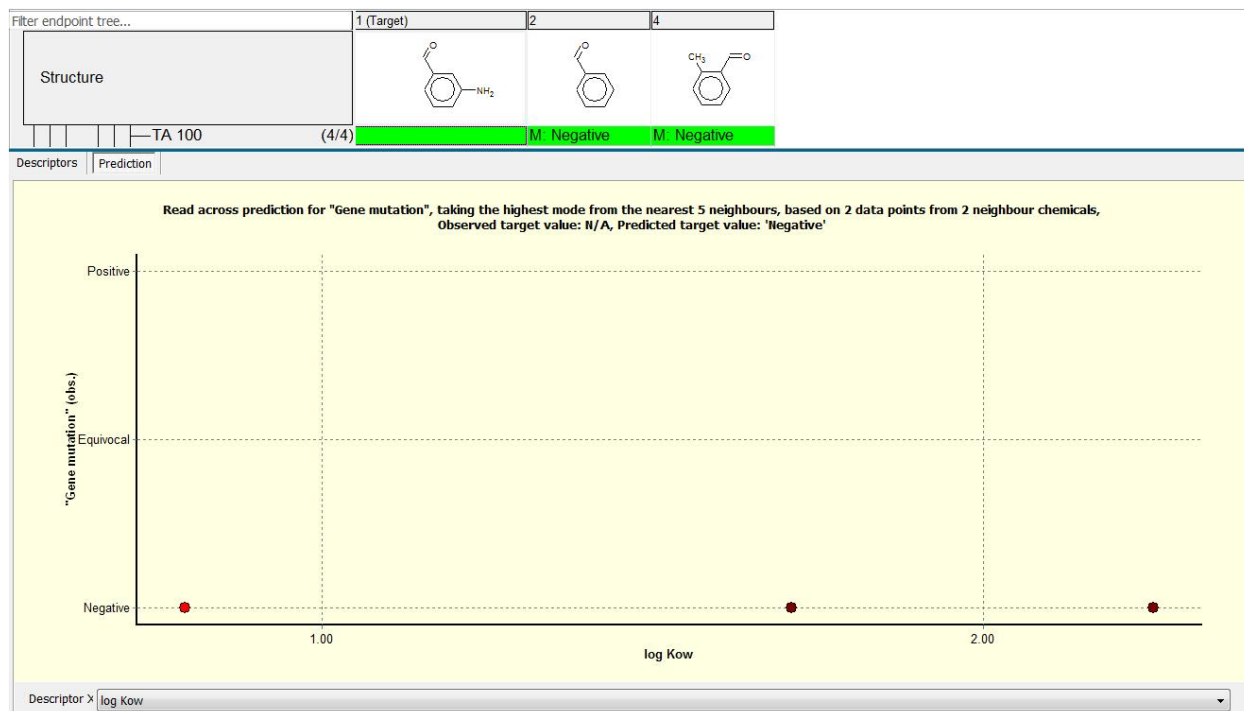 Filter endpoint tree... 1 (Target) 2 4
Structure
O
NH₂
O
CH₃ O
TA 100 (4/4) M: Negative M: Negative
Descriptors Prediction
Read across prediction for "Gene mutation", taking the highest mode from the nearest 5 neighbours, based on 2 data points from 2 neighbour chemicals,
Observed target value: N/A, Predicted target value: 'Negative'
Positive
"Gene mutation" (obs.)
Equivocal
Negative
1.00 2.00
log Kow
Descriptor X log Kow